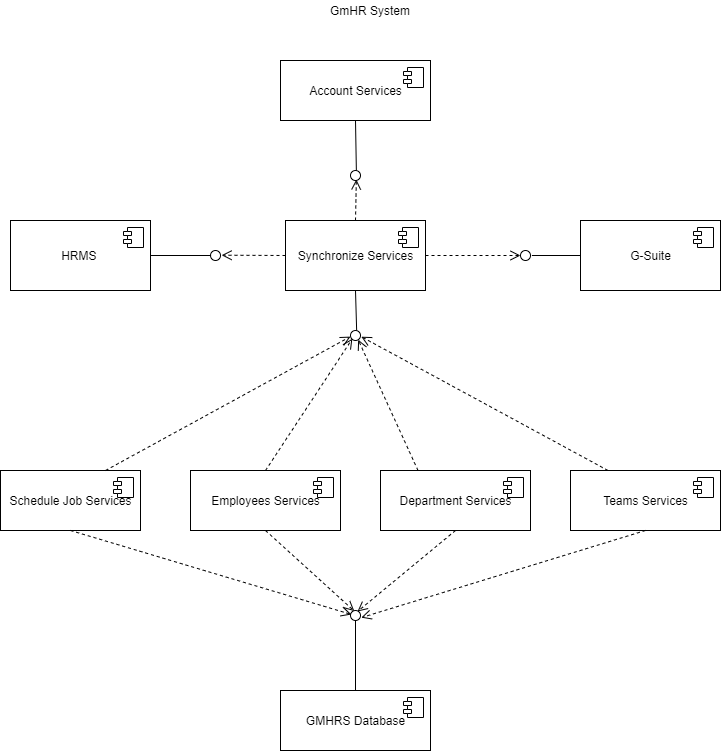 GmHR System
Account Services
HRMS
Synchronize Services
G-Suite
Schedule Job Services
Employees Services
Department Services
Teams Services
GMHRS Database